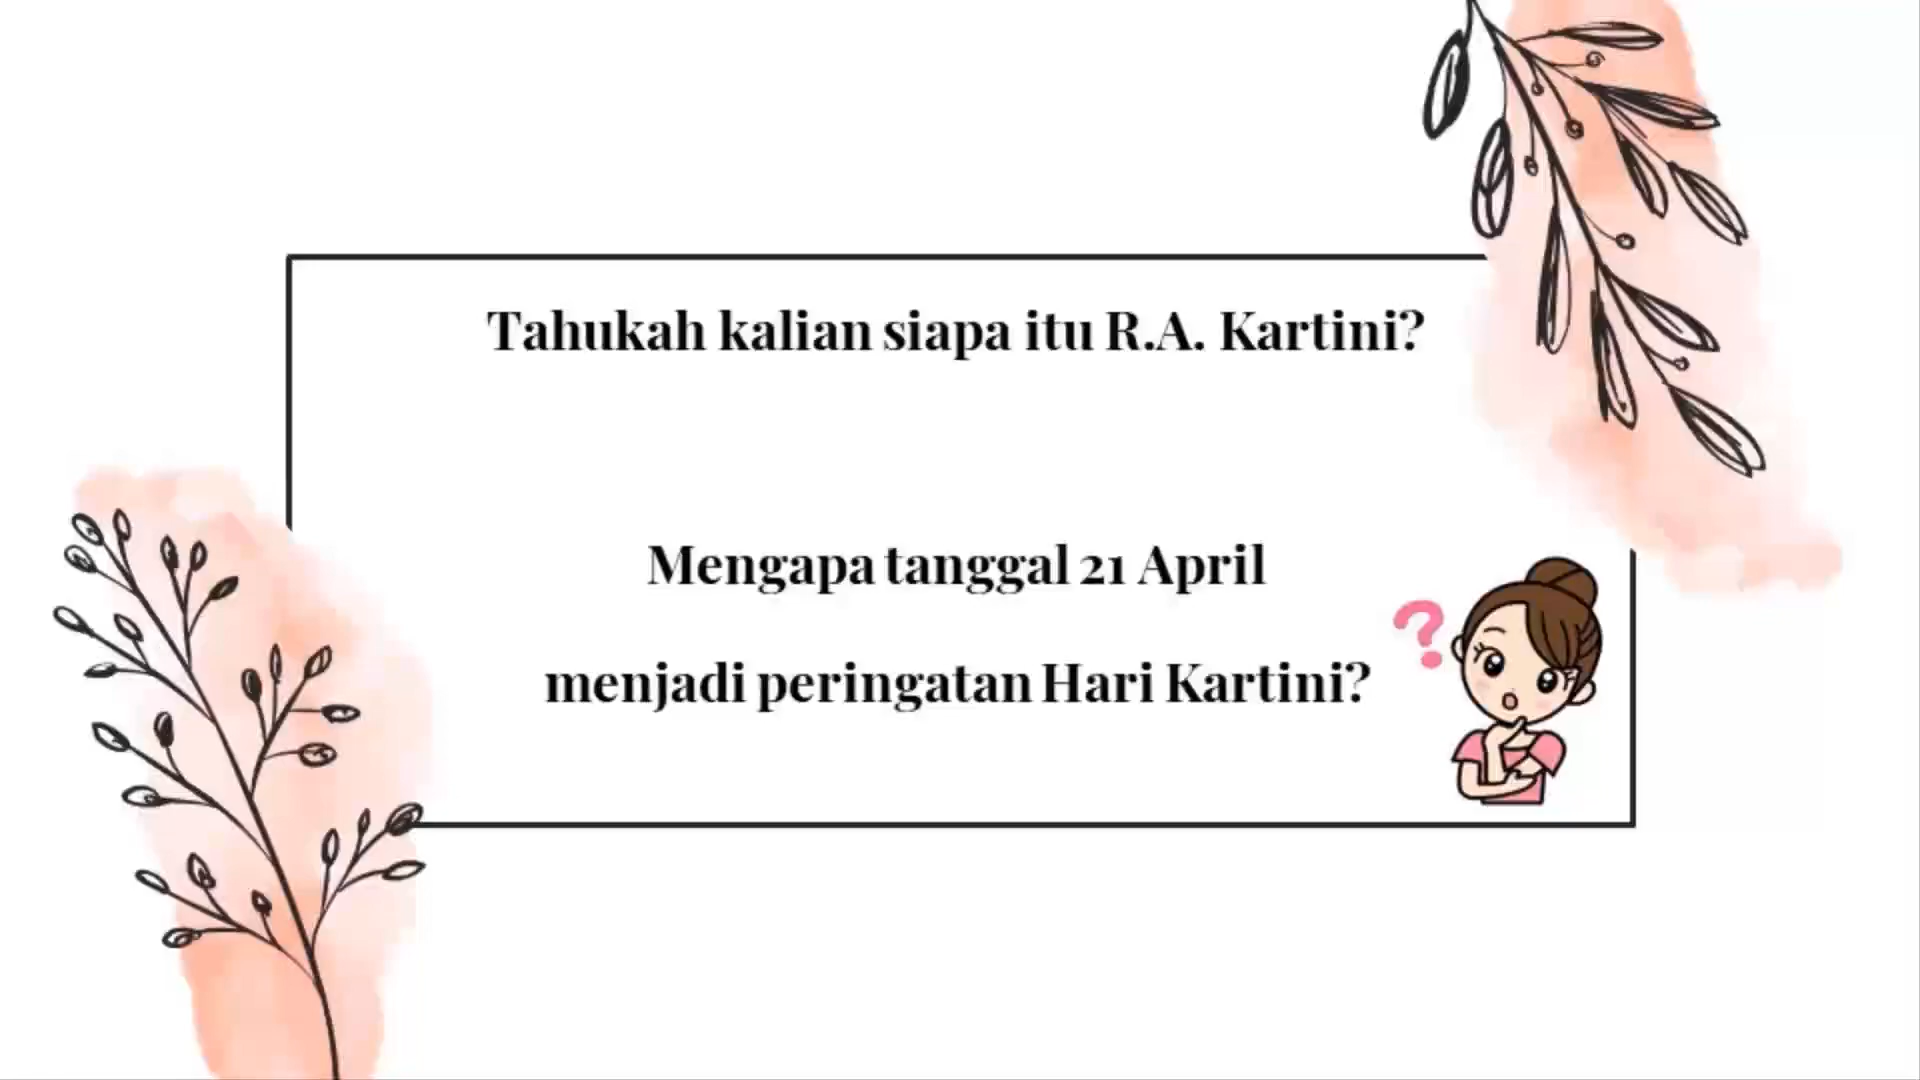 Tahukah kalian siapa itu R.A. Kartini?
Mengapa tanggal 21 April
menjadi peringatan Hari Kartini?
?